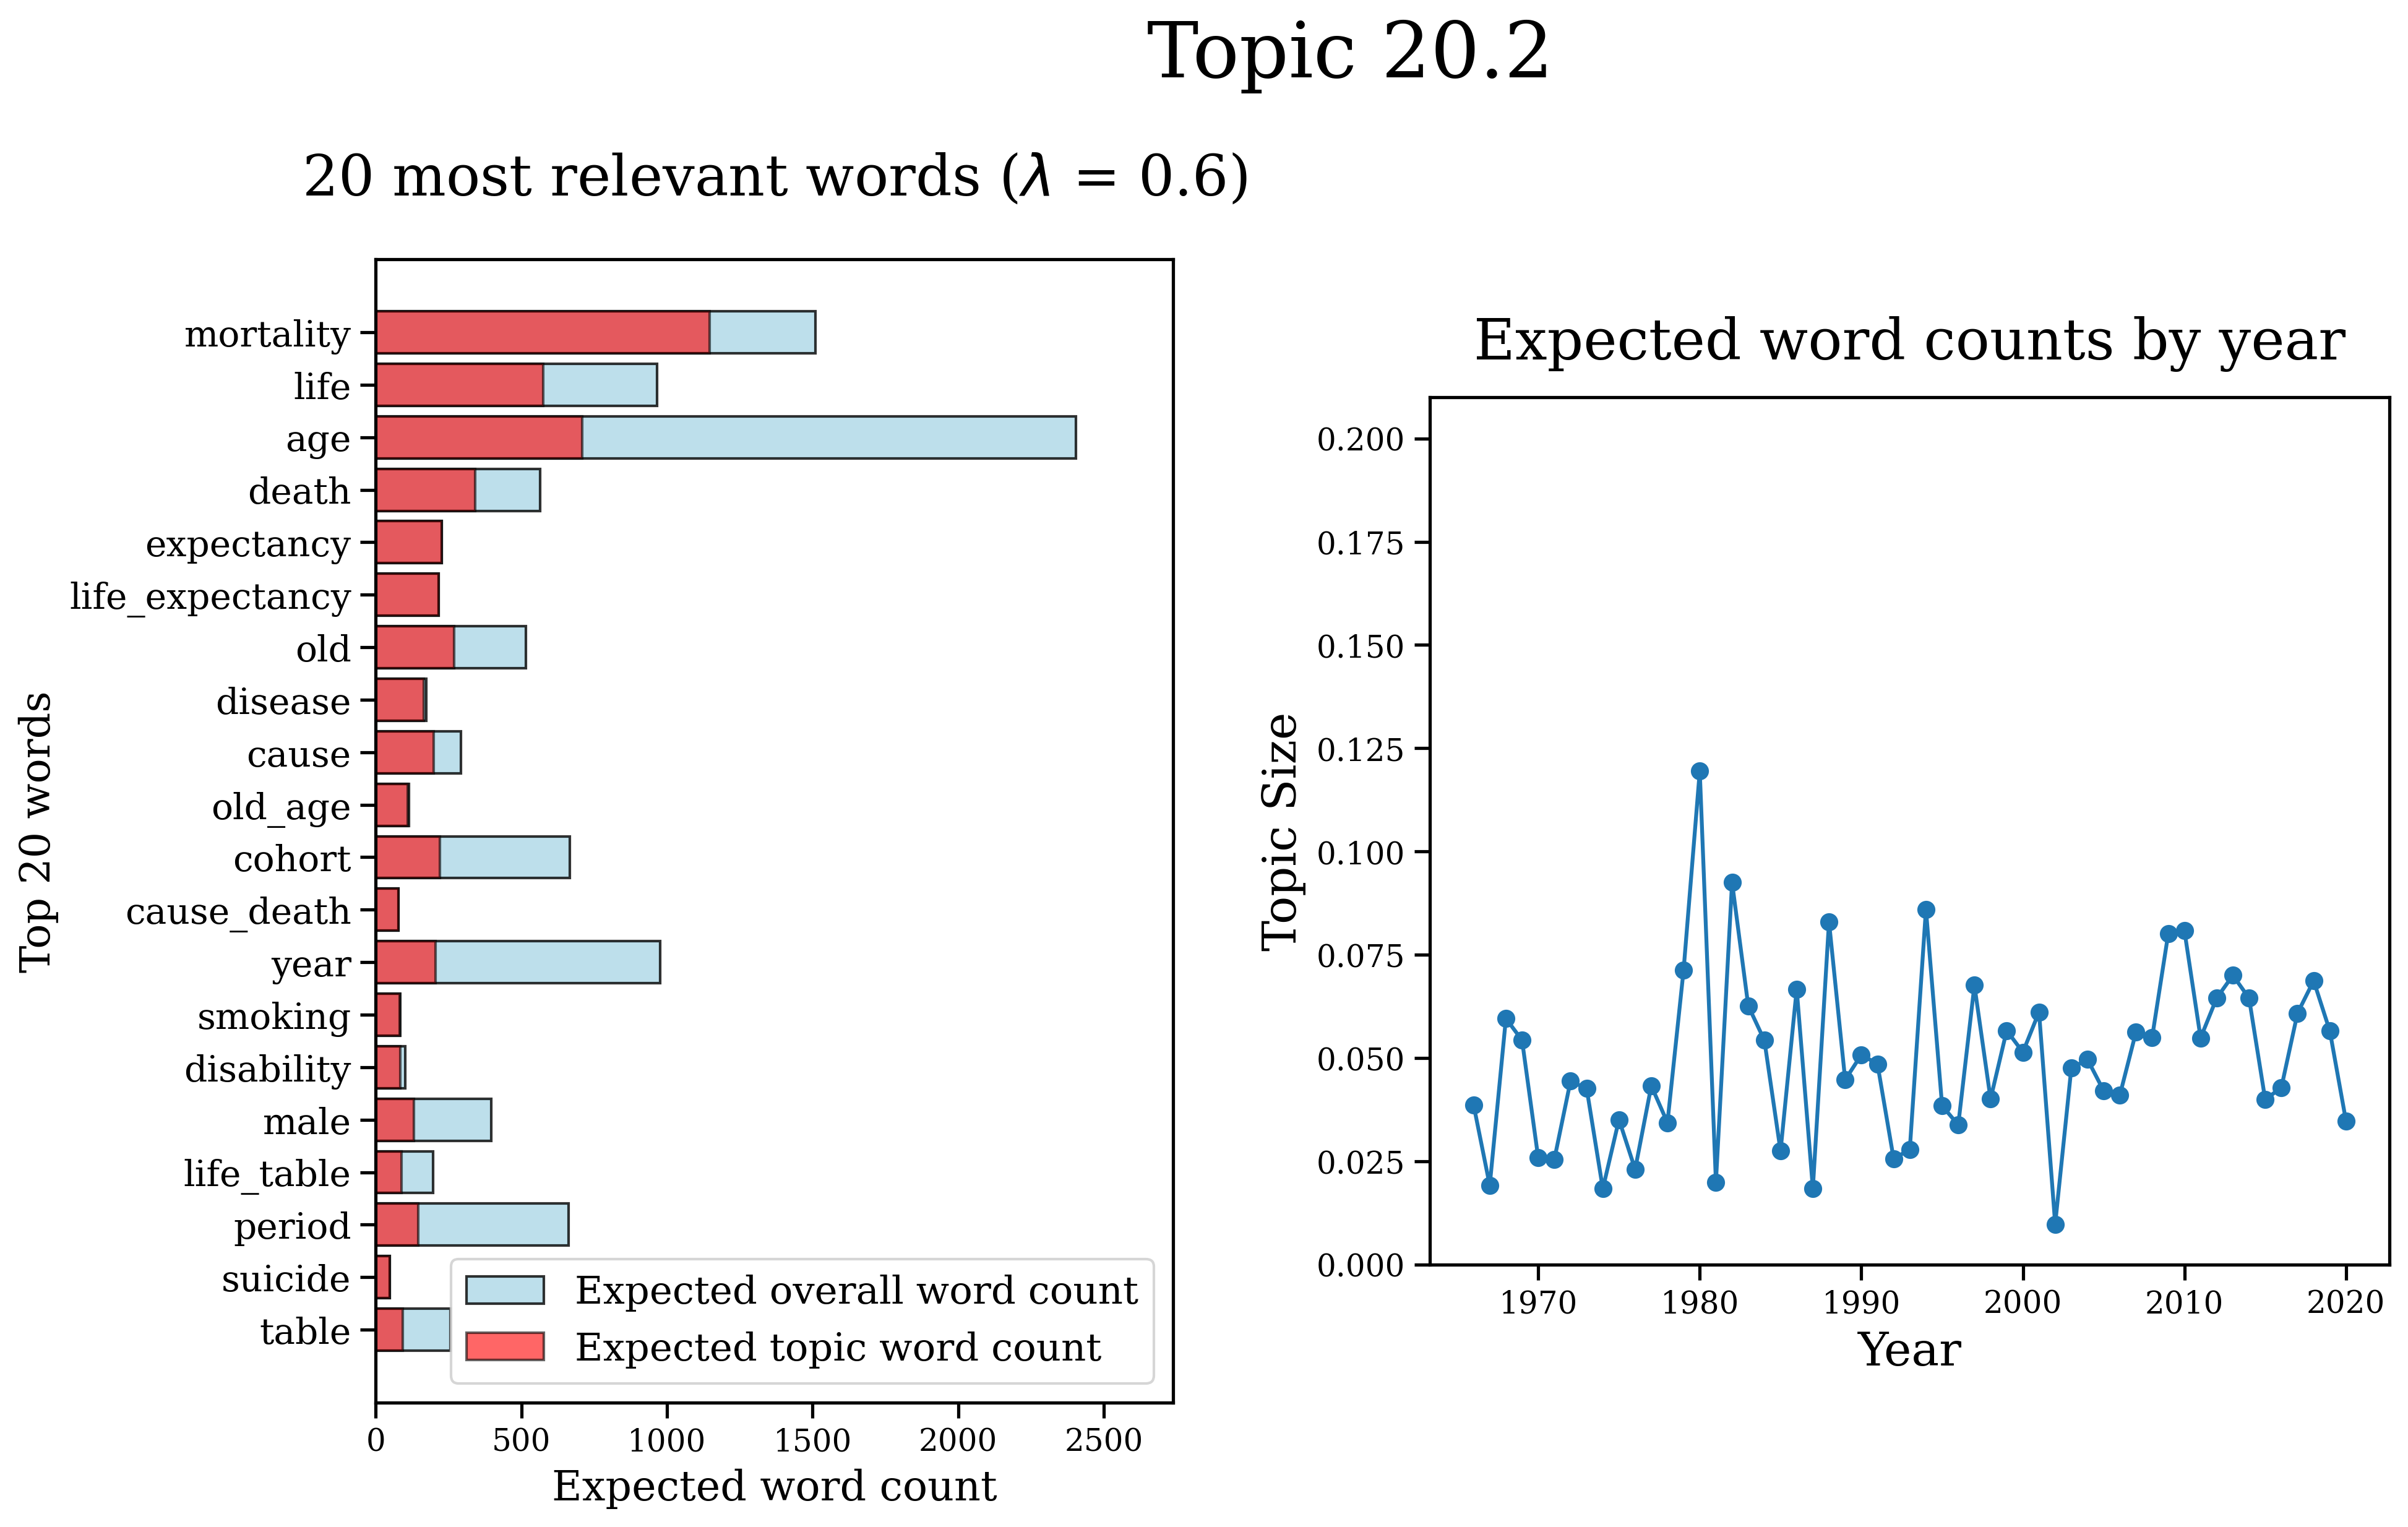 Topic 20.2
20 most relevant words (λ = 0.6)
Top 20 words
mortality
life
age
death
expectancy
life_expectancy
old
disease
cause
old_age
cohort
cause_death
year
smoking
disability
male
life_table
period
suicide
table
Expected overall word count
Expected topic word count
0 500 1000 1500 2000 2500
Expected word count
Expected word counts by year
Topic Size
0.200
0.175
0.150
0.125
0.100
0.075
0.050
0.025
0.000
1970 1980 1990 2000 2010 2020
Year